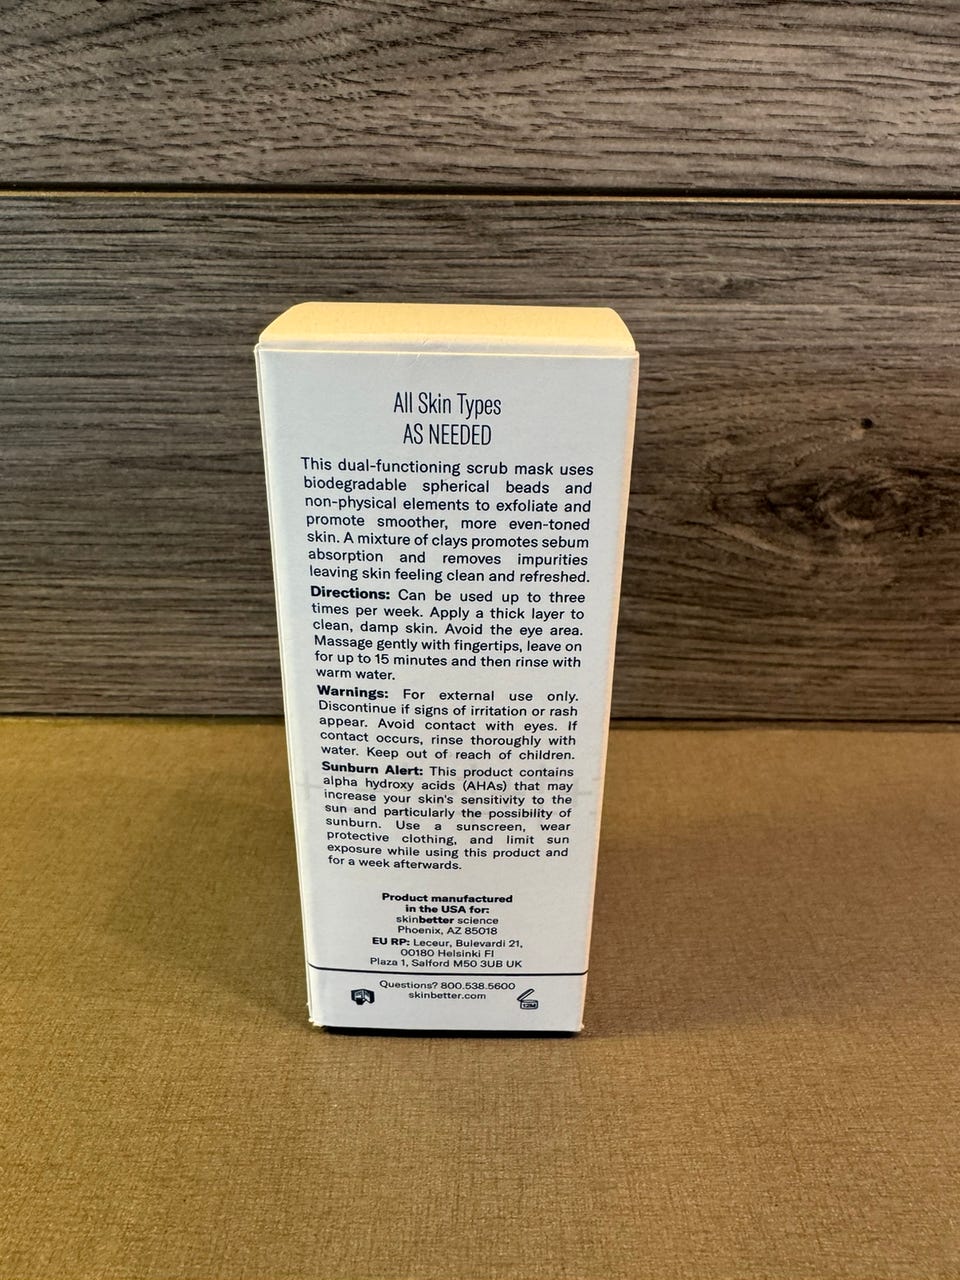 All Skin Types
AS NEEDED
This dual-functioning scrub mask uses
biodegradable spherical beads and
non-physical elements to exfoliate and
promote smoother, more even-toned
skin. A mixture of clays promotes sebum
absorption and removes impurities
leaving skin feeling clean and refreshed.
Directions: Can be used up to three
times per week. Apply a thick layer to
clean, damp skin. Avoid the eye area.
Massage gently with fingertips, leave on
for up to 15 minutes and then rinse with
warm water.
Warnings: For external use only.
Discontinue if signs of irritation or rash
appear. Avoid contact with eyes. If
contact occurs, rinse thoroughly with
water. Keep out of reach of children.
Sunburn Alert: This product contains
alpha hydroxy acids (AHAs) that may
increase your skin's sensitivity to the
sun and particularly the possibility of
sunburn. Use a sunscreen, wear
protective clothing, and limit sun
exposure while using this product and
for a week afterwards.
Product manufactured
in the USA for:
skinbetter science
Phoenix, AZ 85018
EU RP: Leceur, Bulevardi 21,
00180 Helsinki FI
Plaza 1, Salford M50 3UB UK
Questions? 800.538.5600
skinbetter.com
12M